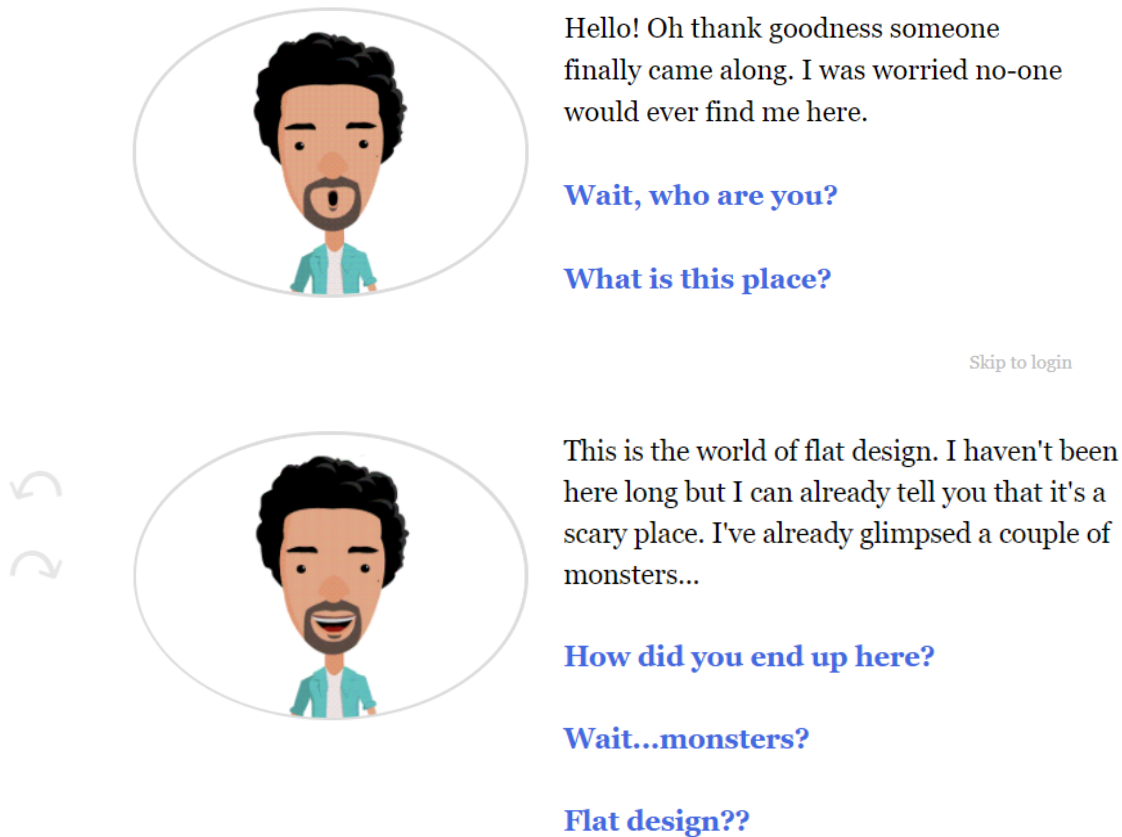 Hello! Oh thank goodness someone
finally came along. I was worried no-one
would ever find me here.
Wait, who are you?
What is this place?
Skip to login
This is the world of flat design. I haven't been
here long but I can already tell you that it's a
scary place. I've already glimpsed a couple of
monsters...
How did you end up here?
Wait...monsters?
Flat design??